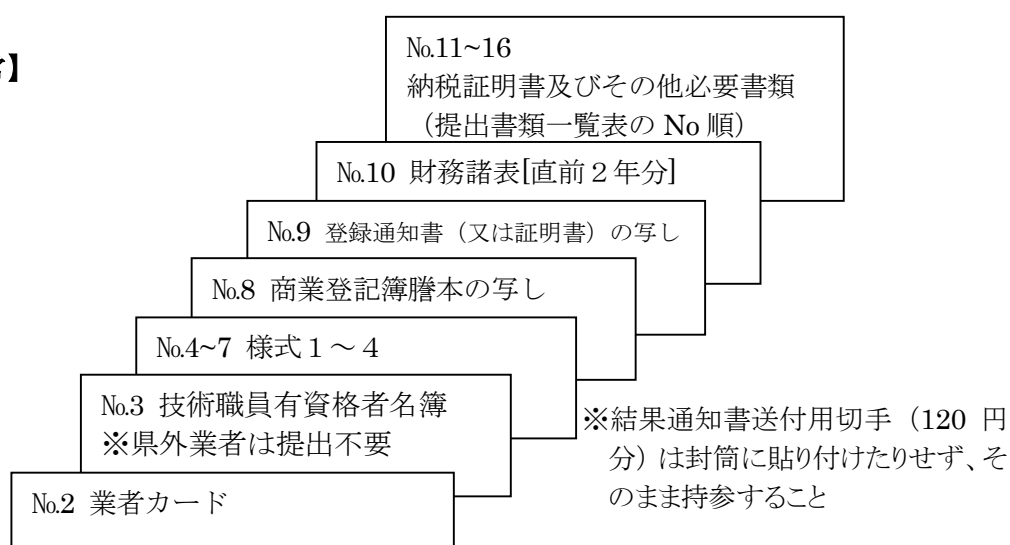 】
№11~16
納税証明書及びその他必要書類
（提出書類一覧表の No 順）
№10 財務諸表[直前２年分]
№9 登録通知書（又は証明書）の写し
№8 商業登記簿謄本の写し
№4~7 様式１～４
№3 技術職員有資格者名簿
※県外業者は提出不要
№2 業者カード
※結果通知書送付用切手（120 円
分）は封筒に貼り付けたりせず、そ
のまま持参すること